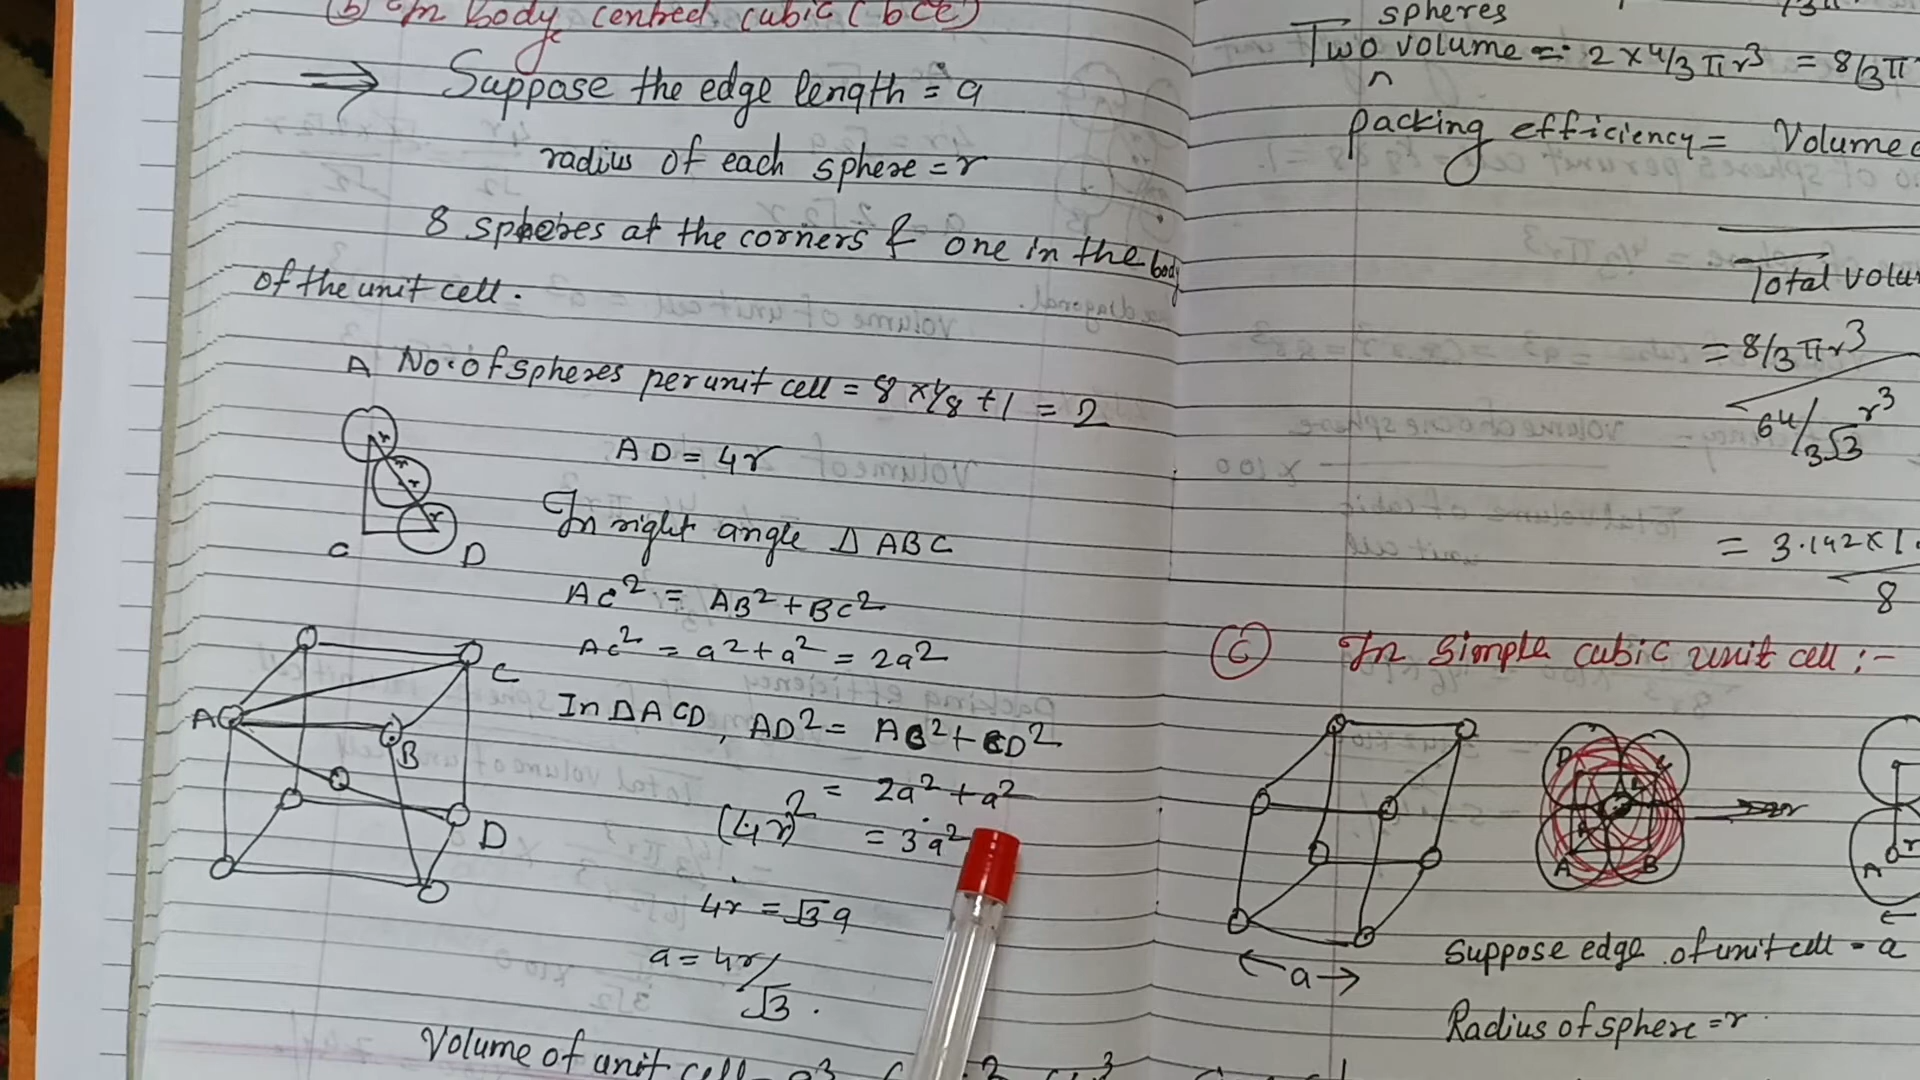 (b) In Body centred cubic (bcc)
⇒ Suppose the edge length = a
radius of each sphere = r
8 spheres at the corners & one in the body
of the unit cell.
A No. of spheres per unit cell = 8 × 1/8 + 1 = 2
AD = 4r
r
r
r
r
C
D
In right angle Δ ABC
AC² = AB² + BC²
AC² = a² + a² = 2a²
A
B
C
D
In Δ ACD, AD² = AC² + CD²
= 2a² + a²
(4r)² = 3a²
4r = √3 a
a = 4r/√3.
Volume of unit cell = a³
spheres
Two volume = 2 × 4/3 πr³ = 8/3 π
packing efficiency = Volume
Total volu
= 8/3 πr³
64/3√3 r³
= 3.142 × 1.
8
(C) In Simple cubic unit cell :-
← a →
D
C
A
B
A
r
Suppose edge of unit cell = a
Radius of sphere = r